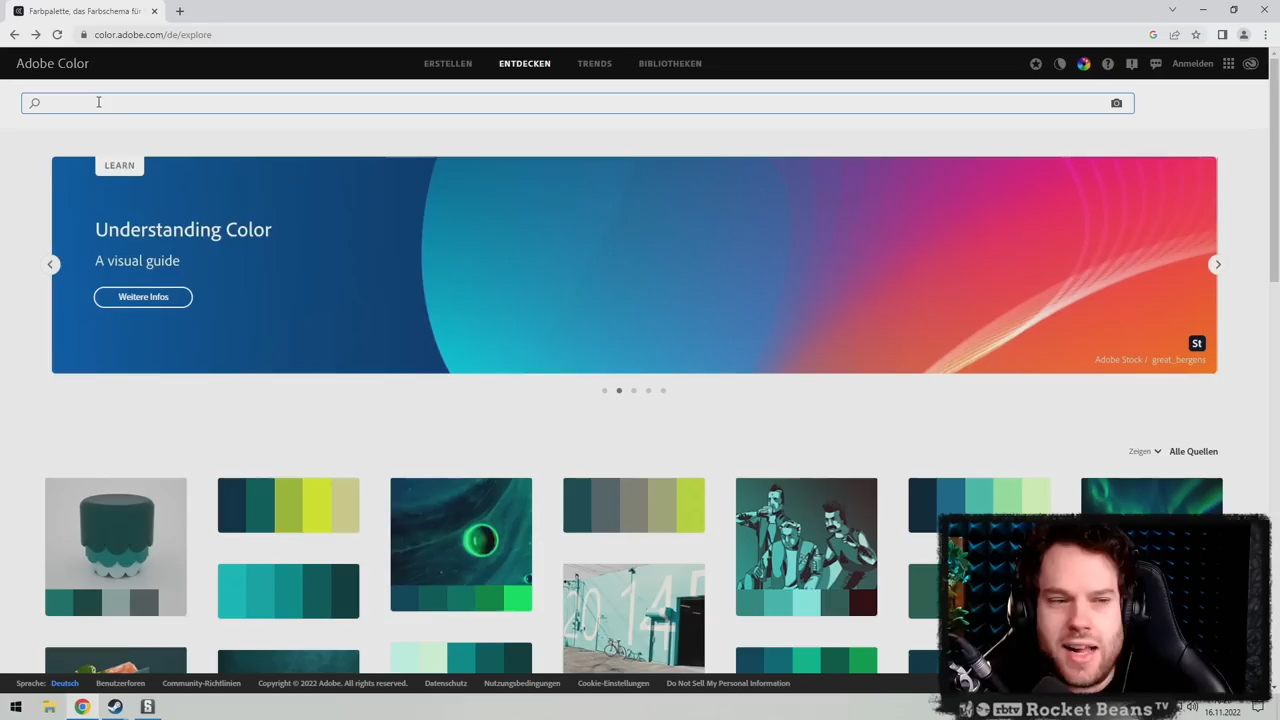 Farbpalette, das Farbschema für
color.adobe.com/de/explore
Adobe Color
ERSTELLEN
ENTDECKEN
TRENDS
BIBLIOTHEKEN
Anmelden
LEARN
Understanding Color
A visual guide
Weitere Infos
St
Adobe Stock / great_bergens
Zeigen
Alle Quellen
2014
Sprache: Deutsch
Benutzerforen
Community-Richtlinien
Copyright © 2022 Adobe. All rights reserved.
Datenschutz
Nutzungsbedingungen
Cookie-Einstellungen
Do Not Sell My Personal Information
rbtv Rocket Beans TV
16.11.2022